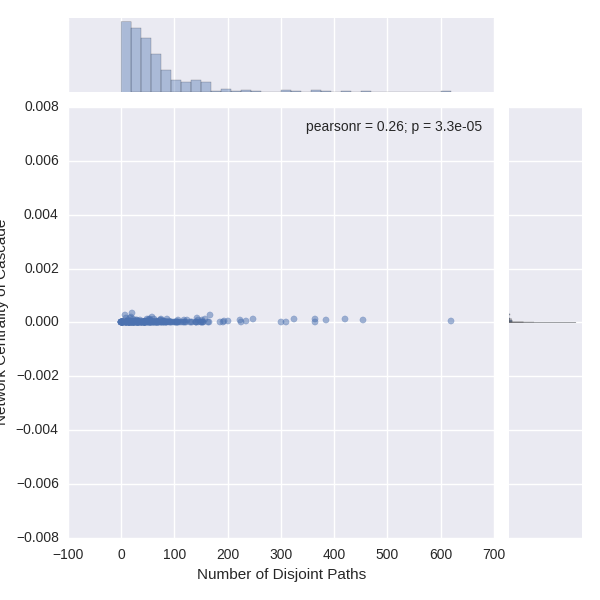 pearsonr = 0.26; p = 3.3e-05
0.008
0.006
0.004
0.002
0.000
−0.002
−0.004
−0.006
−0.008
−100 0 100 200 300 400 500 600 700
Number of Disjoint Paths
Network Centrality of Cascade